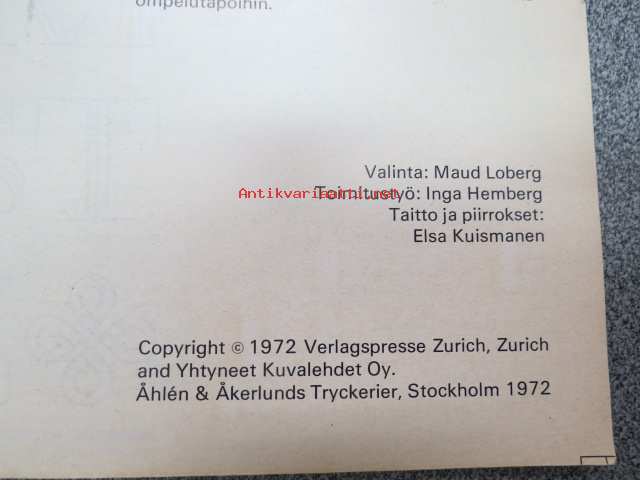 ompelutapoihin.
Valinta: Maud Loberg
Toimitustyö: Inga Hemberg
Antikvariaatti.net
Taitto ja piirrokset:
Elsa Kuismanen
Copyright © 1972 Verlagspresse Zurich, Zurich
and Yhtyneet Kuvalehdet Oy.
Åhlén & Åkerlunds Tryckerier, Stockholm 1972